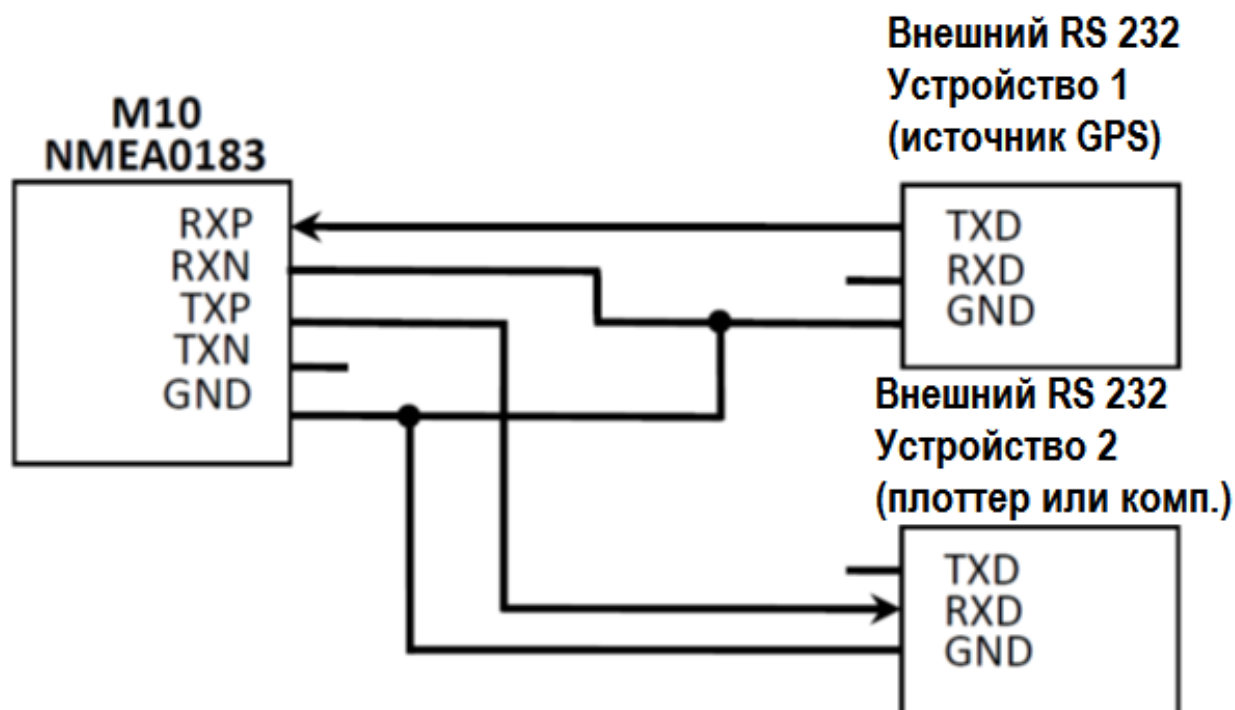 M10
NMEA0183
RXP
RXN
TXP
TXN
GND
Внешний RS 232
Устройство 1
(источник GPS)
TXD
RXD
GND
Внешний RS 232
Устройство 2
(плоттер или комп.)
TXD
RXD
GND